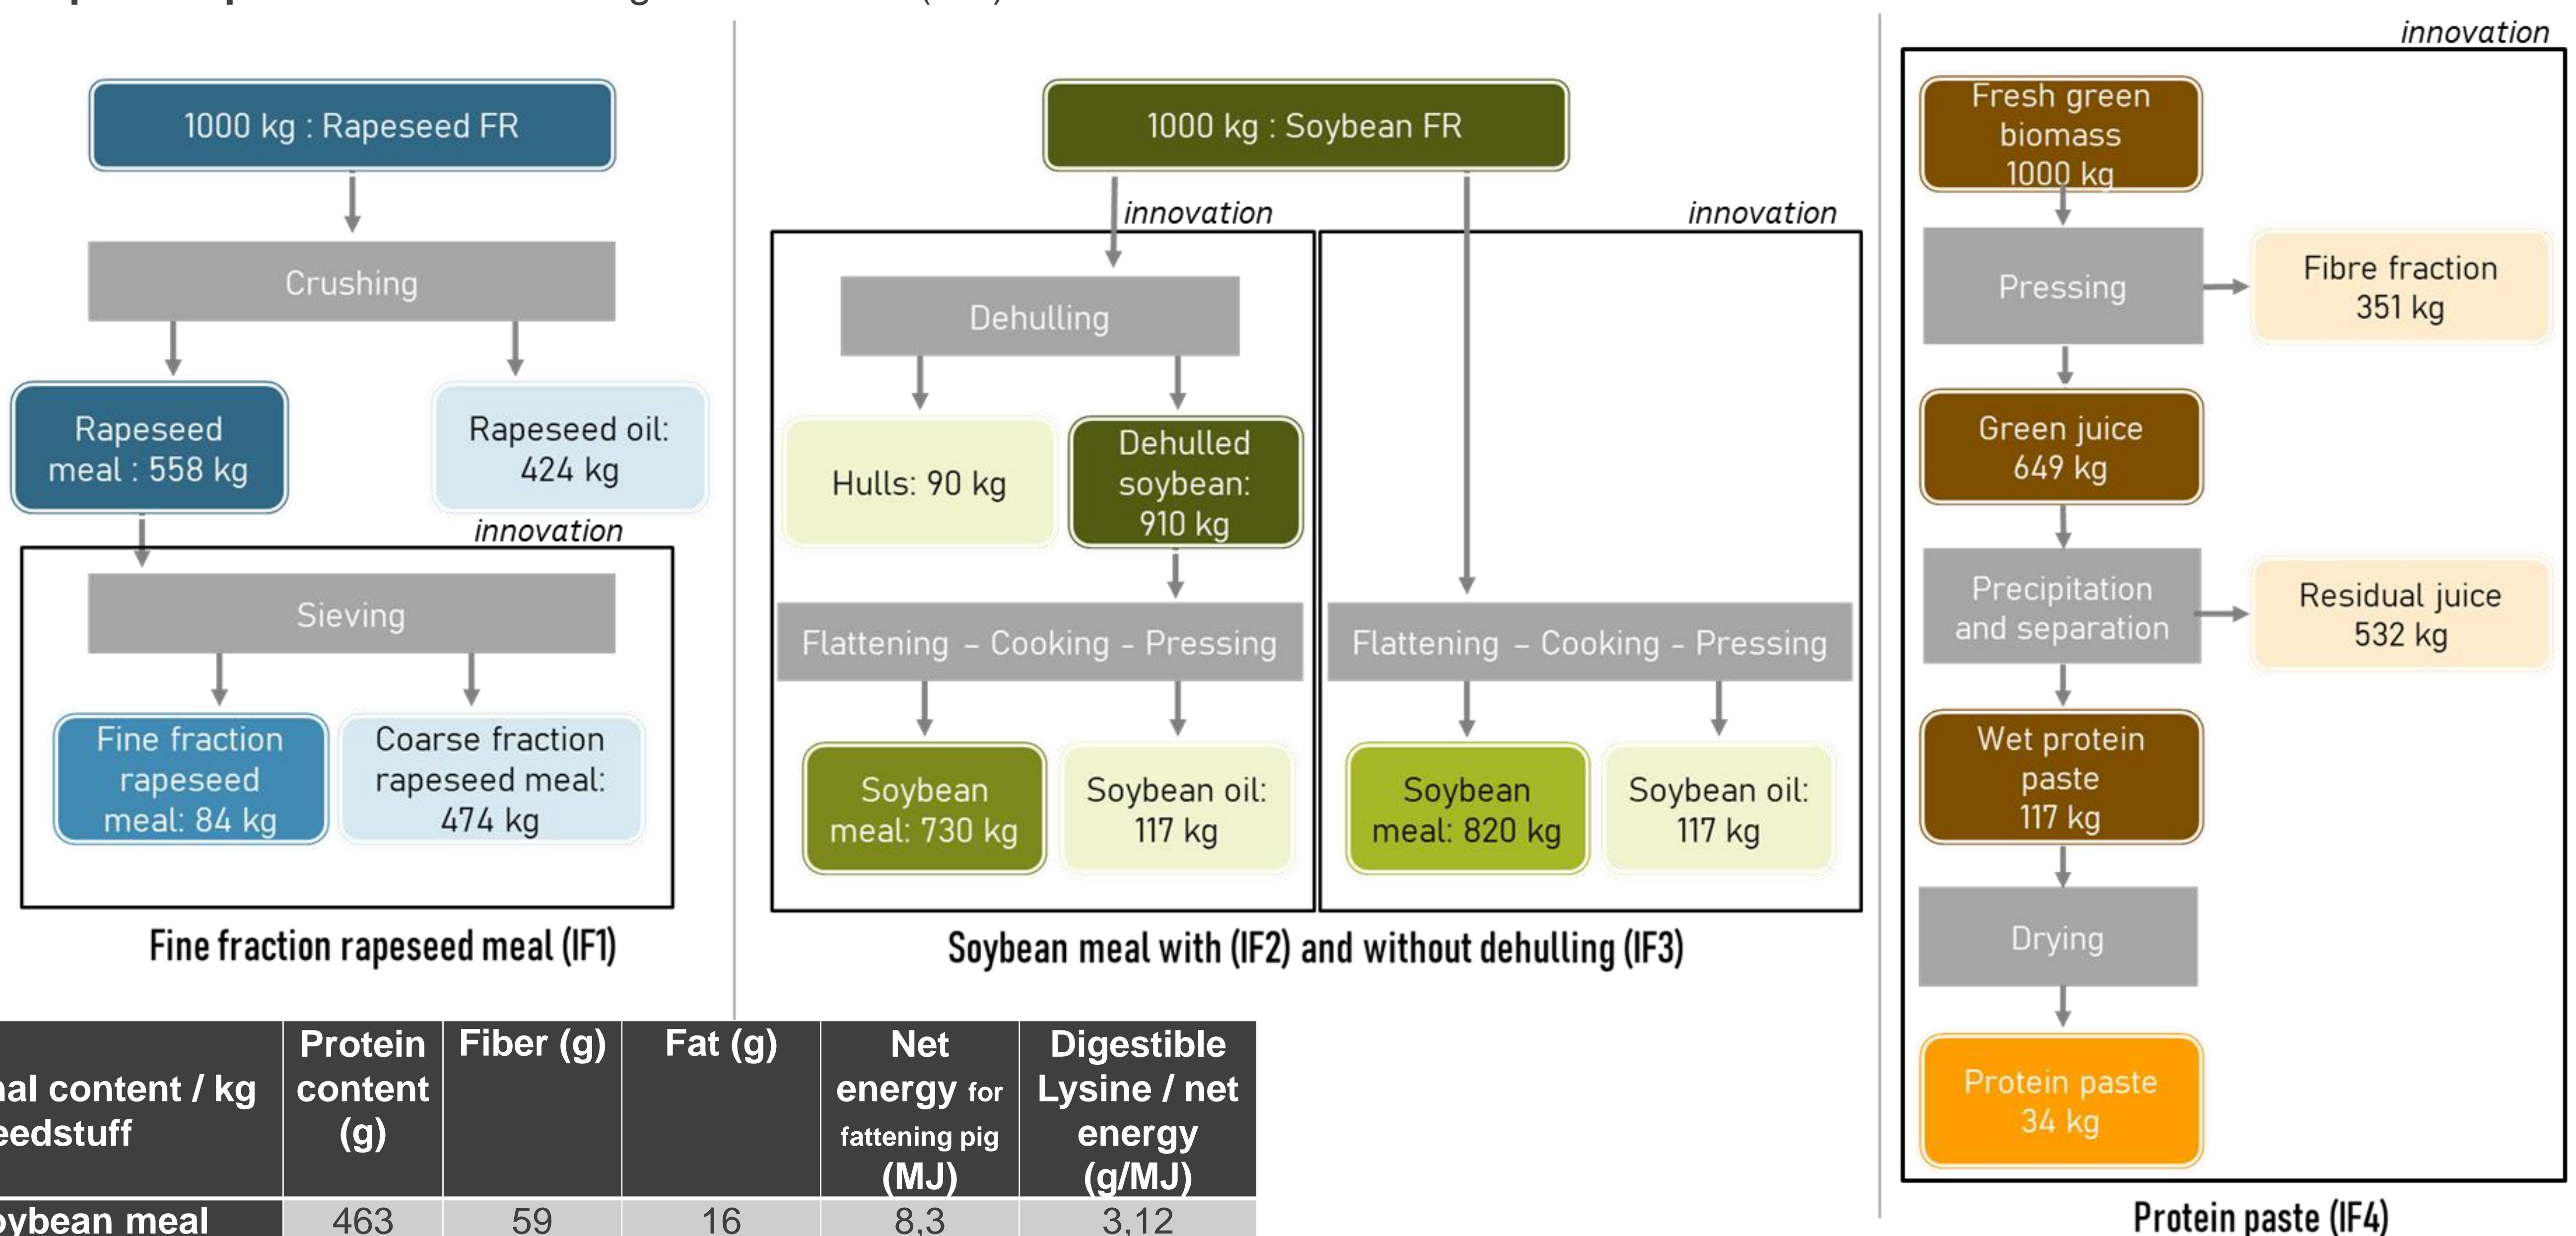 innovation
1000 kg : Rapeseed FR
Crushing
Rapeseed
meal : 558 kg
Rapeseed oil:
424 kg
innovation
Sieving
Fine fraction
rapeseed
meal: 84 kg
Coarse fraction
rapeseed meal:
474 kg
Fine fraction rapeseed meal (IF1)
1000 kg : Soybean FR
innovation
innovation
Dehulling
Hulls: 90 kg
Dehulled
soybean:
910 kg
Flattening – Cooking - Pressing
Flattening – Cooking - Pressing
Soybean
meal: 730 kg
Soybean oil:
117 kg
Soybean
meal: 820 kg
Soybean oil:
117 kg
Soybean meal with (IF2) and without dehulling (IF3)
Fresh green
biomass
1000 kg
Pressing
Fibre fraction
351 kg
Green juice
649 kg
Precipitation
and separation
Residual juice
532 kg
Wet protein
paste
117 kg
Drying
Protein paste
34 kg
Protein paste (IF4)
content / kg
Protein
content
(g)
Fiber (g)
Fat (g)
Net
energy for
fattening pig
(MJ)
Digestible
Lysine / net
energy
(g/MJ)
meal
463
59
16
8,3
3,12